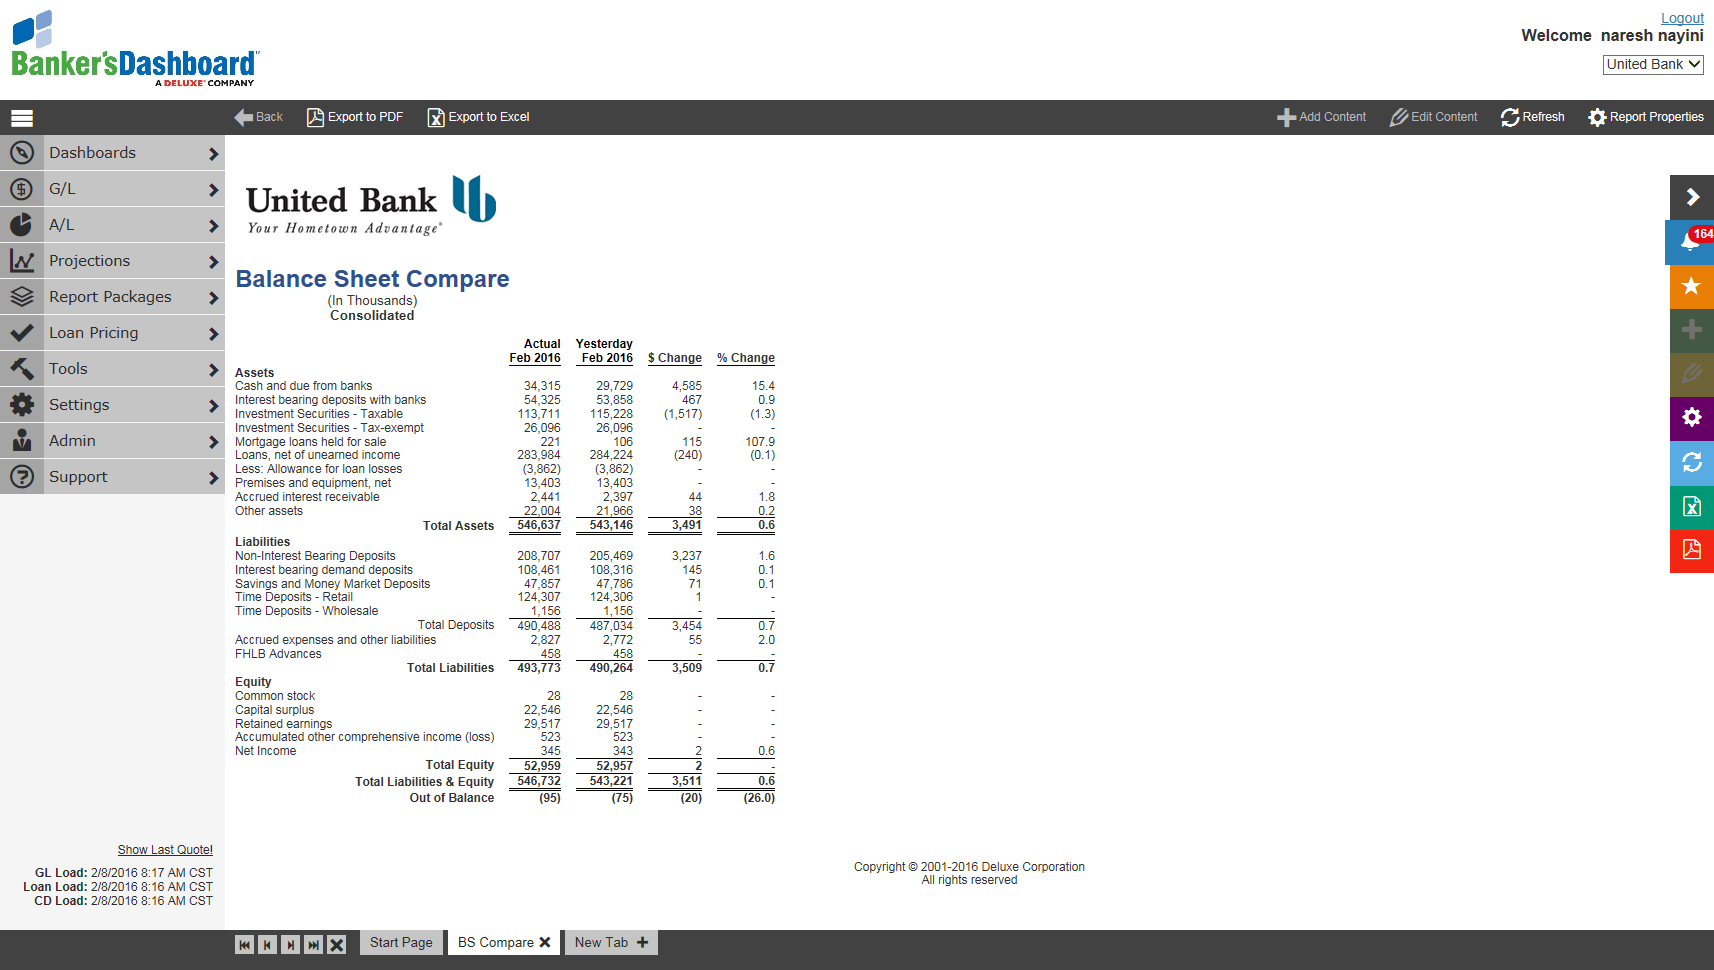 Logout
Welcome naresh nayini
United Bank
Banker'sDashboard
A DELUXE COMPANY
Back Export to PDF Export to Excel Add Content Edit Content Refresh Report Properties
Dashboards
G/L
A/L
Projections
Report Packages
Loan Pricing
Tools
Settings
Admin
Support
164
United Bank
Your Hometown Advantage®
Balance Sheet Compare
(In Thousands)
Consolidated
Actual Yesterday
Feb 2016 Feb 2016 $ Change % Change
Assets
Cash and due from banks 34,315 29,729 4,585 15.4
Interest bearing deposits with banks 54,325 53,858 467 0.9
Investment Securities - Taxable 113,711 115,228 (1,517) (1.3)
Investment Securities - Tax-exempt 26,096 26,096 - -
Mortgage loans held for sale 221 106 115 107.9
Loans, net of unearned income 283,984 284,224 (240) (0.1)
Less: Allowance for loan losses (3,862) (3,862) - -
Premises and equipment, net 13,403 13,403 - -
Accrued interest receivable 2,441 2,397 44 1.8
Other assets 22,004 21,966 38 0.2
Total Assets 546,637 543,146 3,491 0.6
Liabilities
Non-Interest Bearing Deposits 208,707 205,469 3,237 1.6
Interest bearing demand deposits 108,461 108,316 145 0.1
Savings and Money Market Deposits 47,857 47,786 71 0.1
Time Deposits - Retail 124,307 124,306 1 -
Time Deposits - Wholesale 1,156 1,156 - -
Total Deposits 490,488 487,034 3,454 0.7
Accrued expenses and other liabilities 2,827 2,772 55 2.0
FHLB Advances 458 458 - -
Total Liabilities 493,773 490,264 3,509 0.7
Equity
Common stock 28 28 - -
Capital surplus 22,546 22,546 - -
Retained earnings 29,517 29,517 - -
Accumulated other comprehensive income (loss) 523 523 - -
Net Income 345 343 2 0.6
Total Equity 52,959 52,957 2 -
Total Liabilities & Equity 546,732 543,221 3,511 0.6
Out of Balance (95) (75) (20) (26.0)
Show Last Quote!
GL Load: 2/8/2016 8:17 AM CST
Loan Load: 2/8/2016 8:16 AM CST
CD Load: 2/8/2016 8:16 AM CST
Copyright © 2001-2016 Deluxe Corporation
All rights reserved
Start Page BS Compare New Tab